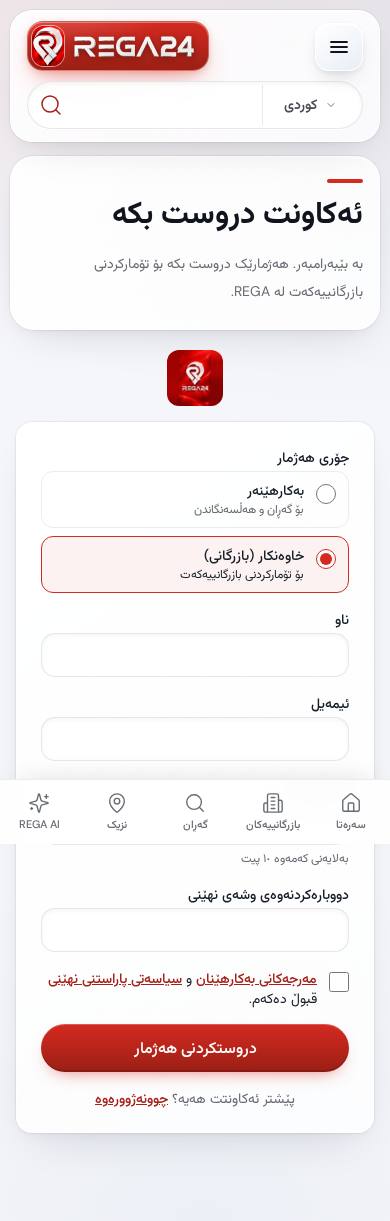 REGA24
کوردی
ئەکاونت دروست بکە
بە بێبەرامبەر. هەژمارێک دروست بکە بۆ تۆمارکردنی
بازرگانییەکەت لە REGA.
REGA24
جۆری هەژمار
بەکارهێنەر
بۆ گەڕان و هەڵسەنگاندن
خاوەنکار (بازرگانی)
بۆ تۆمارکردنی بازرگانییەکەت
ناو
ئیمەیل
سەرەتا
بازرگانییەکان
گەڕان
نزیک
REGA AI
بەلایەنی کەمەوە ١٠ پیت
دووبارەکردنەوەی وشەی نهێنی
مەرجەکانی بەکارهێنان و سیاسەتی پاراستنی نهێنی
قبوڵ دەکەم.
دروستکردنی هەژمار
پێشتر ئەکاونتت هەیە؟ چوونەژوورەوە